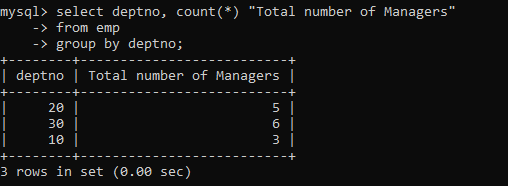 mysql> select deptno, count(*) "Total number of Managers"
    -> from emp
    -> group by deptno;
+--------+--------------------------+
| deptno | Total number of Managers |
+--------+--------------------------+
|     20 |                        5 |
|     30 |                        6 |
|     10 |                        3 |
+--------+--------------------------+
3 rows in set (0.00 sec)